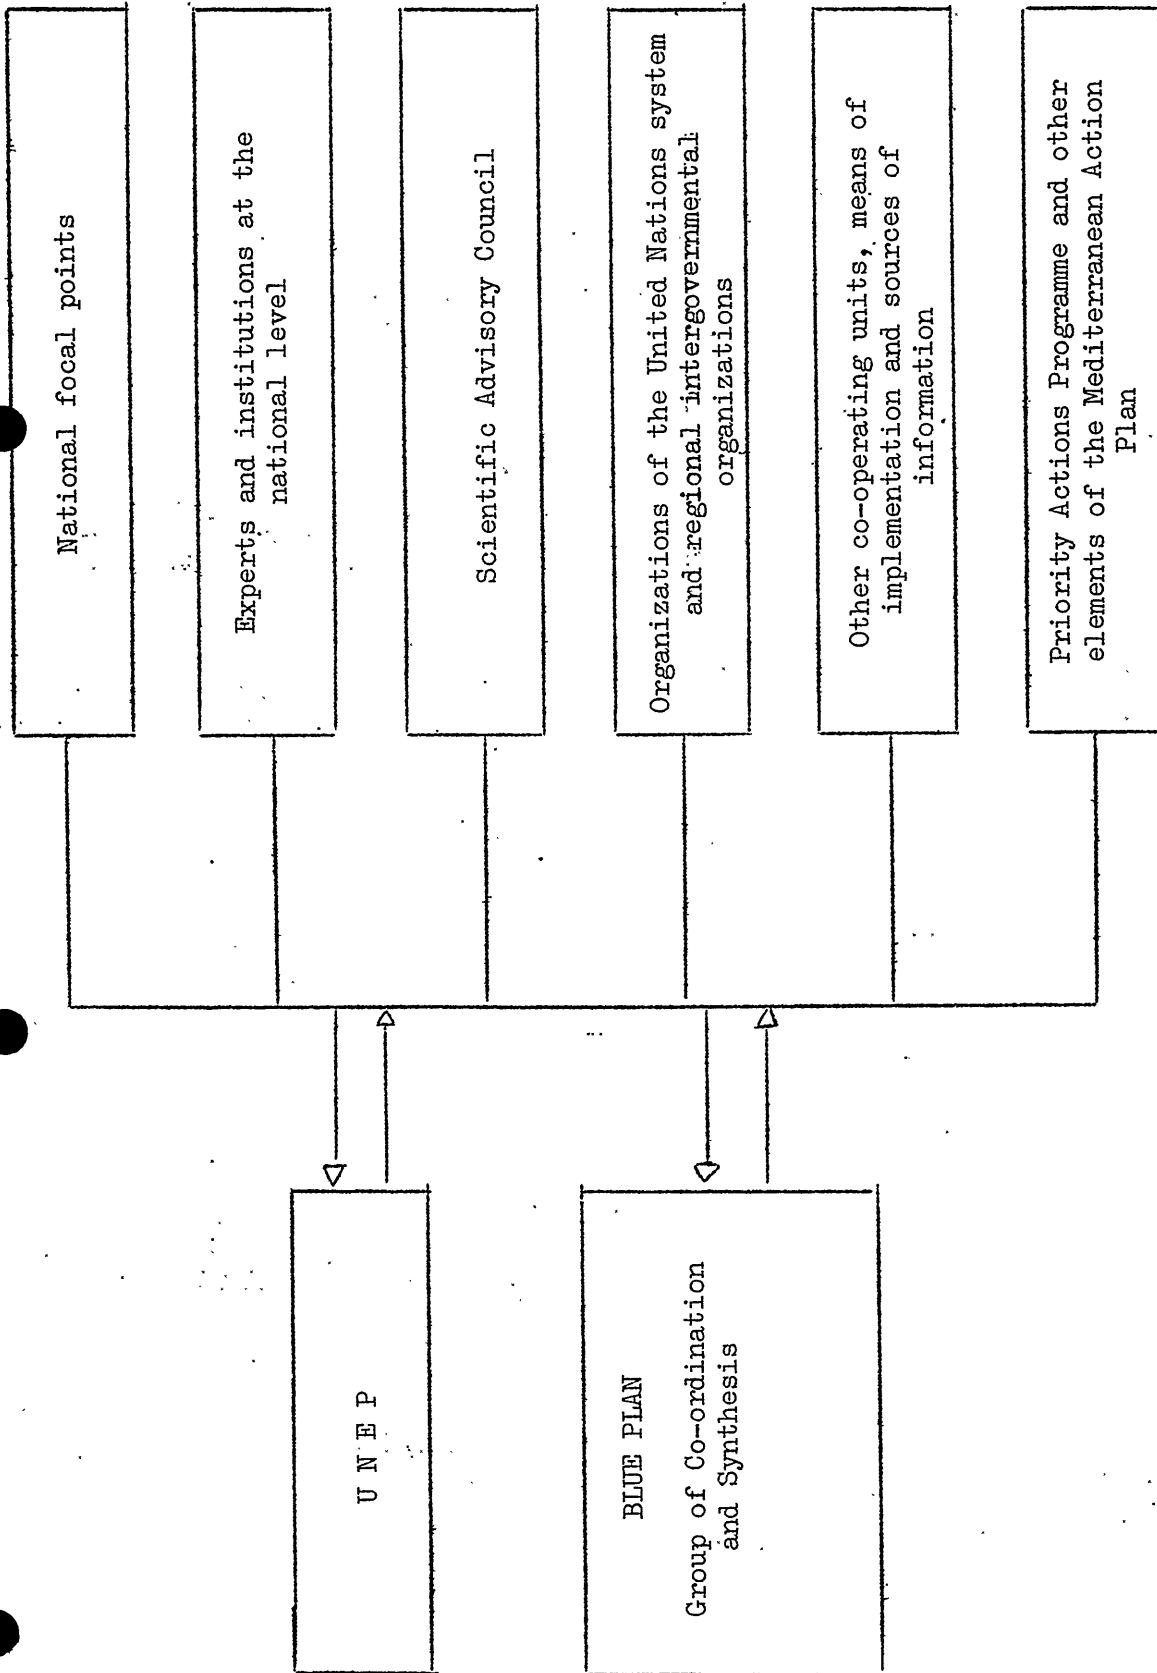 U N E P
BLUE PLAN
Group of Co-ordination
and Synthesis
National focal points
Experts and institutions at the
national level
Scientific Advisory Council
Organizations of the United Nations system
and regional intergovernmental
organizations
Other co-operating units, means of
implementation and sources of
information
Priority Actions Programme and other
elements of the Mediterranean Action
Plan